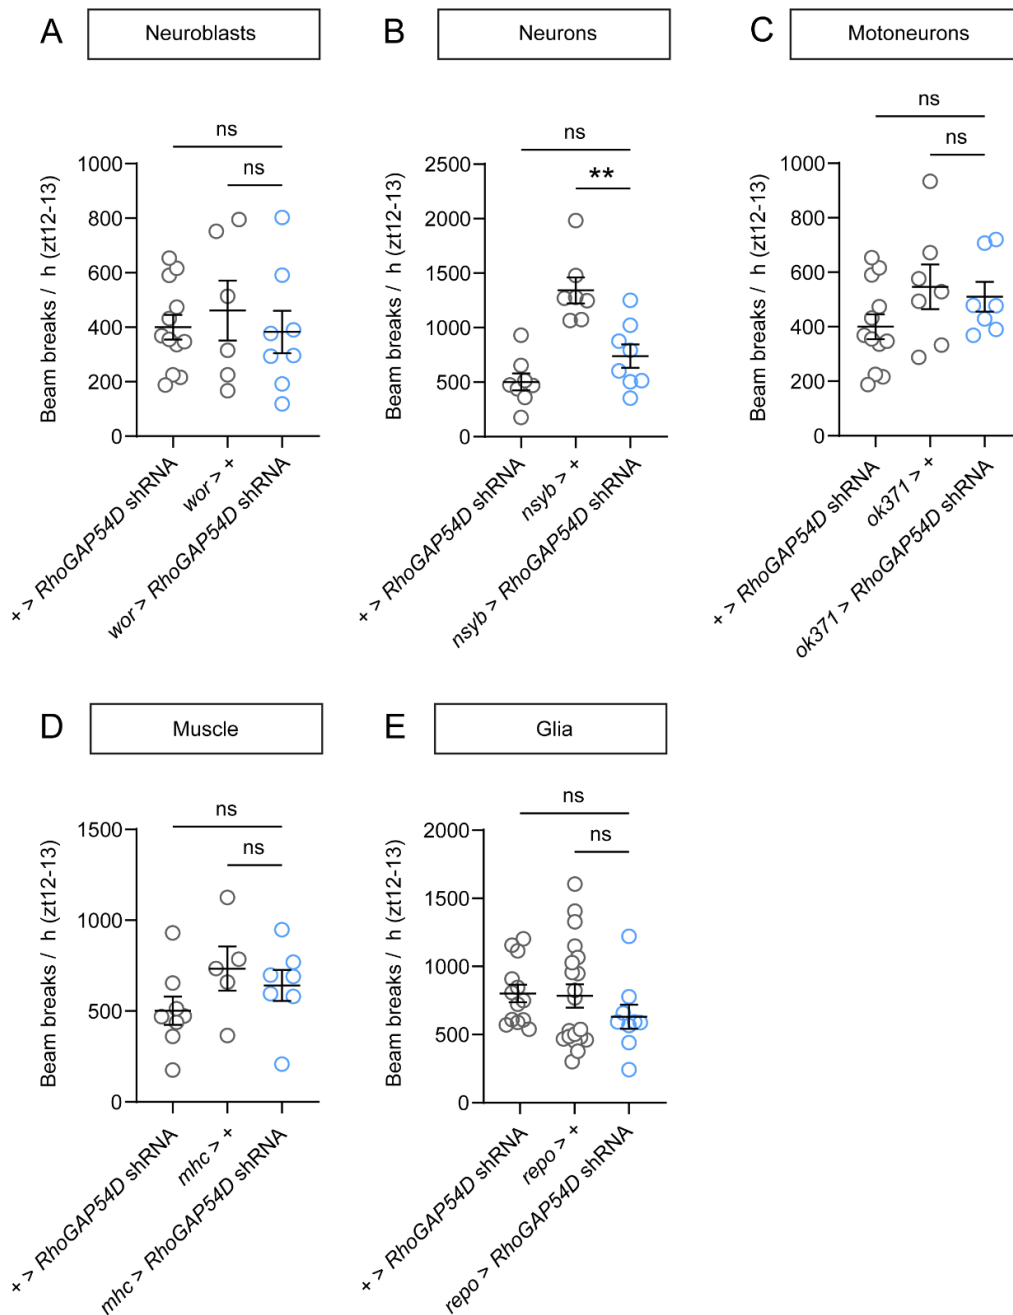 A
Neuroblasts
ns
ns
Beam breaks / h (zt12-13)
1000
800
600
400
200
0
+ > RhoGAP54D shRNA
wor > +
wor > RhoGAP54D shRNA
B
Neurons
ns
**
Beam breaks / h (zt12-13)
2500
2000
1500
1000
500
0
+ > RhoGAP54D shRNA
nsyb > +
nsyb > RhoGAP54D shRNA
C
Motoneurons
ns
ns
Beam breaks / h (zt12-13)
1000
800
600
400
200
0
+ > RhoGAP54D shRNA
ok371 > +
ok371 > RhoGAP54D shRNA
D
Muscle
ns
ns
Beam breaks / h (zt12-13)
1500
1000
500
0
+ > RhoGAP54D shRNA
mhc > +
mhc > RhoGAP54D shRNA
E
Glia
ns
ns
Beam breaks / h (zt12-13)
2000
1500
1000
500
0
+ > RhoGAP54D shRNA
repo > +
repo > RhoGAP54D shRNA